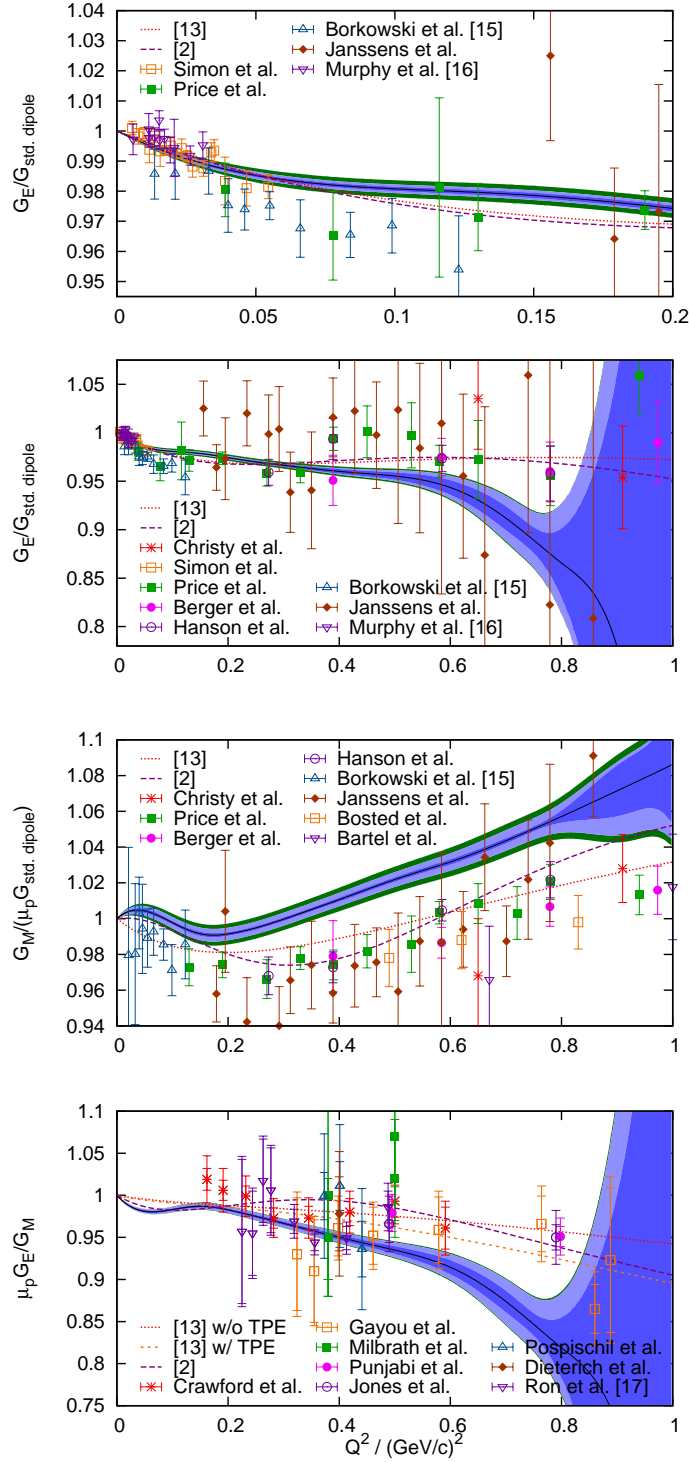 1.04
1.03
1.02
1.01
1
0.99
0.98
0.97
0.96
0.95
G_E/G_std. dipole
[13]
[2]
Simon et al.
Price et al.
Borkowski et al. [15]
Janssens et al.
Murphy et al. [16]
0
0.05
0.1
0.15
0.2
1.05
1
0.95
0.9
0.85
0.8
G_E/G_std. dipole
[13]
[2]
Christy et al.
Simon et al.
Price et al.
Berger et al.
Hanson et al.
Borkowski et al. [15]
Janssens et al.
Murphy et al. [16]
0
0.2
0.4
0.6
0.8
1
1.1
1.08
1.06
1.04
1.02
1
0.98
0.96
0.94
G_M/(μ_pG_std. dipole)
[13]
[2]
Christy et al.
Price et al.
Berger et al.
Hanson et al.
Borkowski et al. [15]
Janssens et al.
Bosted et al.
Bartel et al.
0
0.2
0.4
0.6
0.8
1
1.1
1.05
1
0.95
0.9
0.85
0.8
0.75
μ_pG_E/G_M
[13] w/o TPE
[13] w/ TPE
[2]
Crawford et al.
Gayou et al.
Milbrath et al.
Punjabi et al.
Jones et al.
Pospischil et al.
Dieterich et al.
Ron et al. [17]
0
0.2
0.4
0.6
0.8
1
Q² / (GeV/c)²